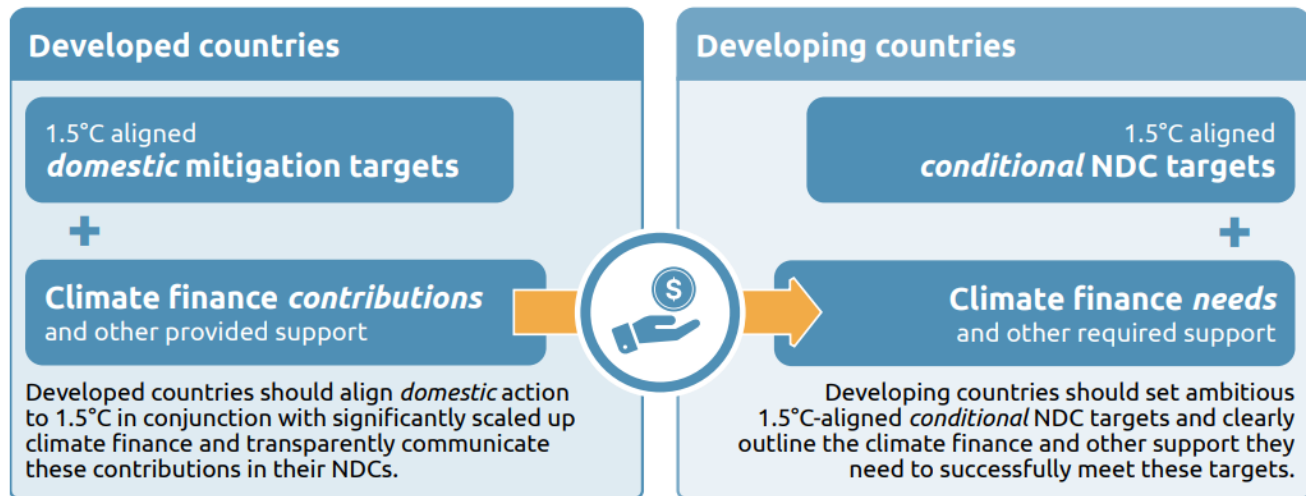 Developed countries
1.5°C aligned
domestic mitigation targets
+
Climate finance contributions
and other provided support
Developed countries should align domestic action
to 1.5°C in conjunction with significantly scaled up
climate finance and transparently communicate
these contributions in their NDCs.
$
Developing countries
1.5°C aligned
conditional NDC targets
+
Climate finance needs
and other required support
Developing countries should set ambitious
1.5°C-aligned conditional NDC targets and clearly
outline the climate finance and other support they
need to successfully meet these targets.